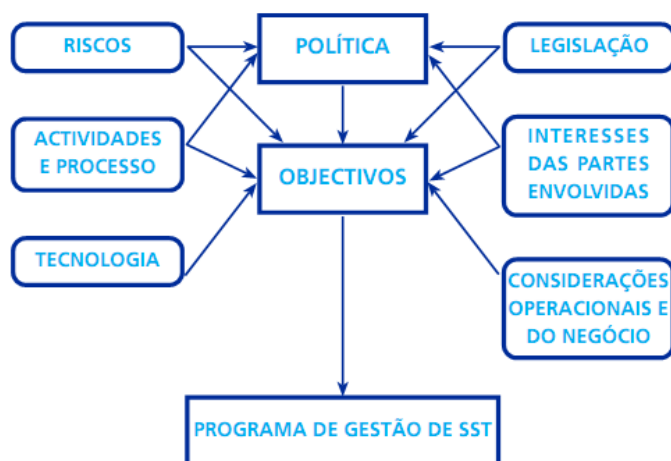 RISCOS
POLÍTICA
LEGISLAÇÃO
ACTIVIDADES
E PROCESSO
OBJECTIVOS
INTERESSES
DAS PARTES
ENVOLVIDAS
TECNOLOGIA
CONSIDERAÇÕES
OPERACIONAIS E
DO NEGÓCIO
PROGRAMA DE GESTÃO DE SST